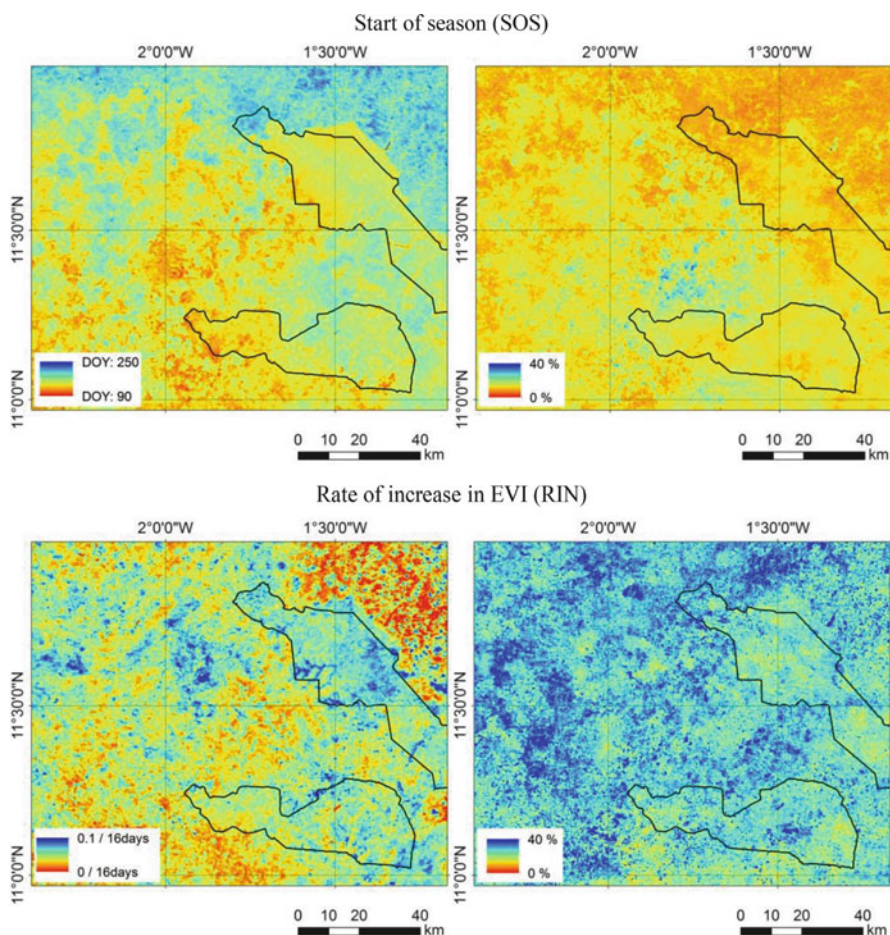 Start of season (SOS)
2°0'0"W 1°30'0"W 2°0'0"W 1°30'0"W
11°30'0"N 11°30'0"N
11°0'0"N 11°0'0"N
DOY: 250
DOY: 90
40 %
0 %
0 10 20 40
km
0 10 20 40
km
Rate of increase in EVI (RIN)
2°0'0"W 1°30'0"W 2°0'0"W 1°30'0"W
11°30'0"N 11°30'0"N
11°0'0"N 11°0'0"N
0.1 / 16days
0 / 16days
40 %
0 %
0 10 20 40
km
0 10 20 40
km